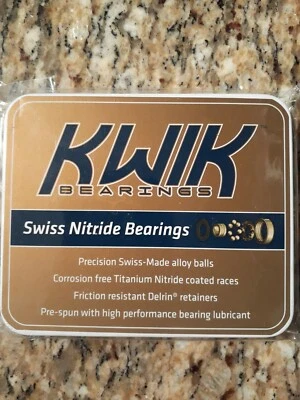 KWIK
BEARINGS
Swiss Nitride Bearings
Precision Swiss-Made alloy balls
Corrosion free Titanium Nitride coated races
Friction resistant Delrin® retainers
Pre-spun with high performance bearing lubricant